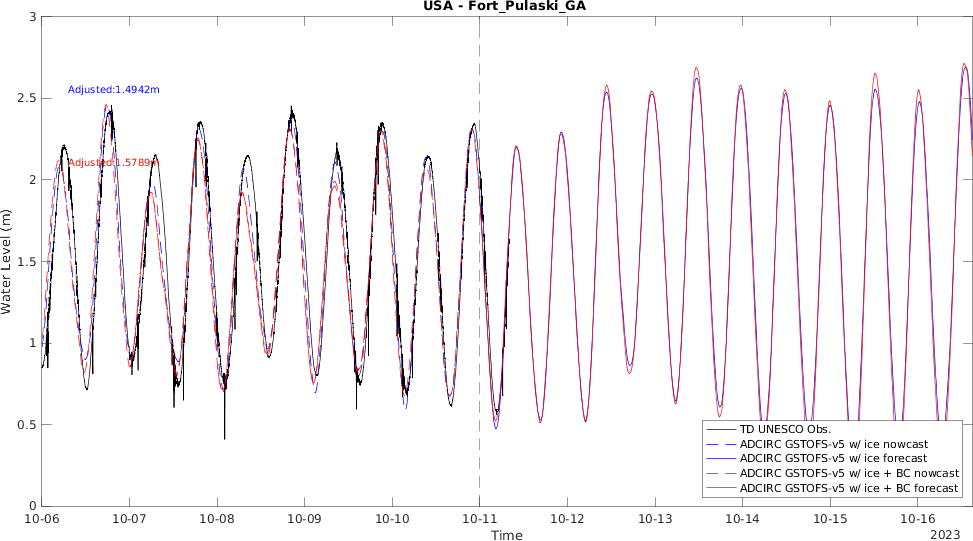 USA - Fort_Pulaski_GA
3
2.5
2
1.5
1
0.5
0
Water Level (m)
Adjusted:1.4942m
Adjusted:1.5789m
TD UNESCO Obs.
ADCIRC GSTOFS-v5 w/ ice nowcast
ADCIRC GSTOFS-v5 w/ ice forecast
ADCIRC GSTOFS-v5 w/ ice + BC nowcast
ADCIRC GSTOFS-v5 w/ ice + BC forecast
10-06 10-07 10-08 10-09 10-10 10-11 10-12 10-13 10-14 10-15 10-16
Time
2023